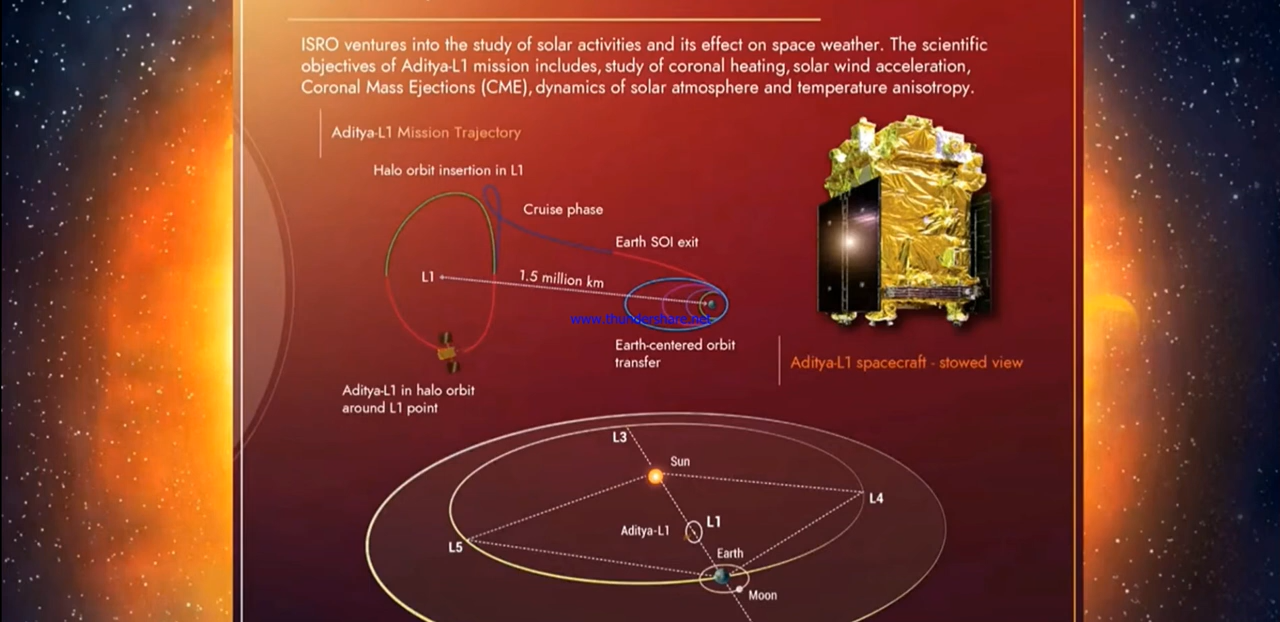 ISRO ventures into the study of solar activities and its effect on space weather. The scientific
objectives of Aditya-L1 mission includes, study of coronal heating, solar wind acceleration,
Coronal Mass Ejections (CME), dynamics of solar atmosphere and temperature anisotropy.
Aditya-L1 Mission Trajectory
Halo orbit insertion in L1
Cruise phase
Earth SOI exit
L1
1.5 million km
www.thundershare.net
Earth-centered orbit
transfer
Aditya-L1 spacecraft - stowed view
Aditya-L1 in halo orbit
around L1 point
L3
Sun
L4
L1
Aditya-L1
L5
Earth
Moon